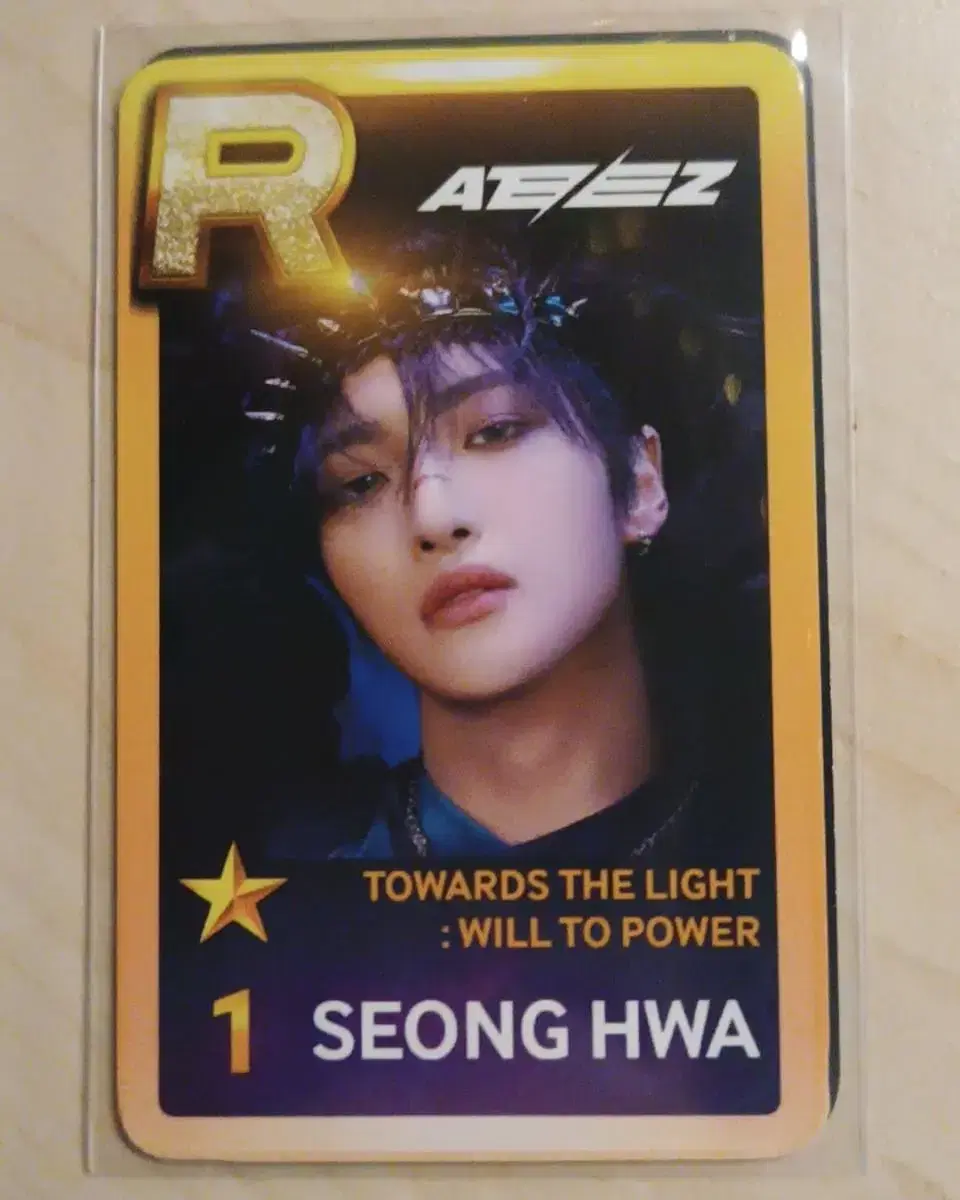 R
ATEEZ
TOWARDS THE LIGHT
: WILL TO POWER
1 SEONG HWA